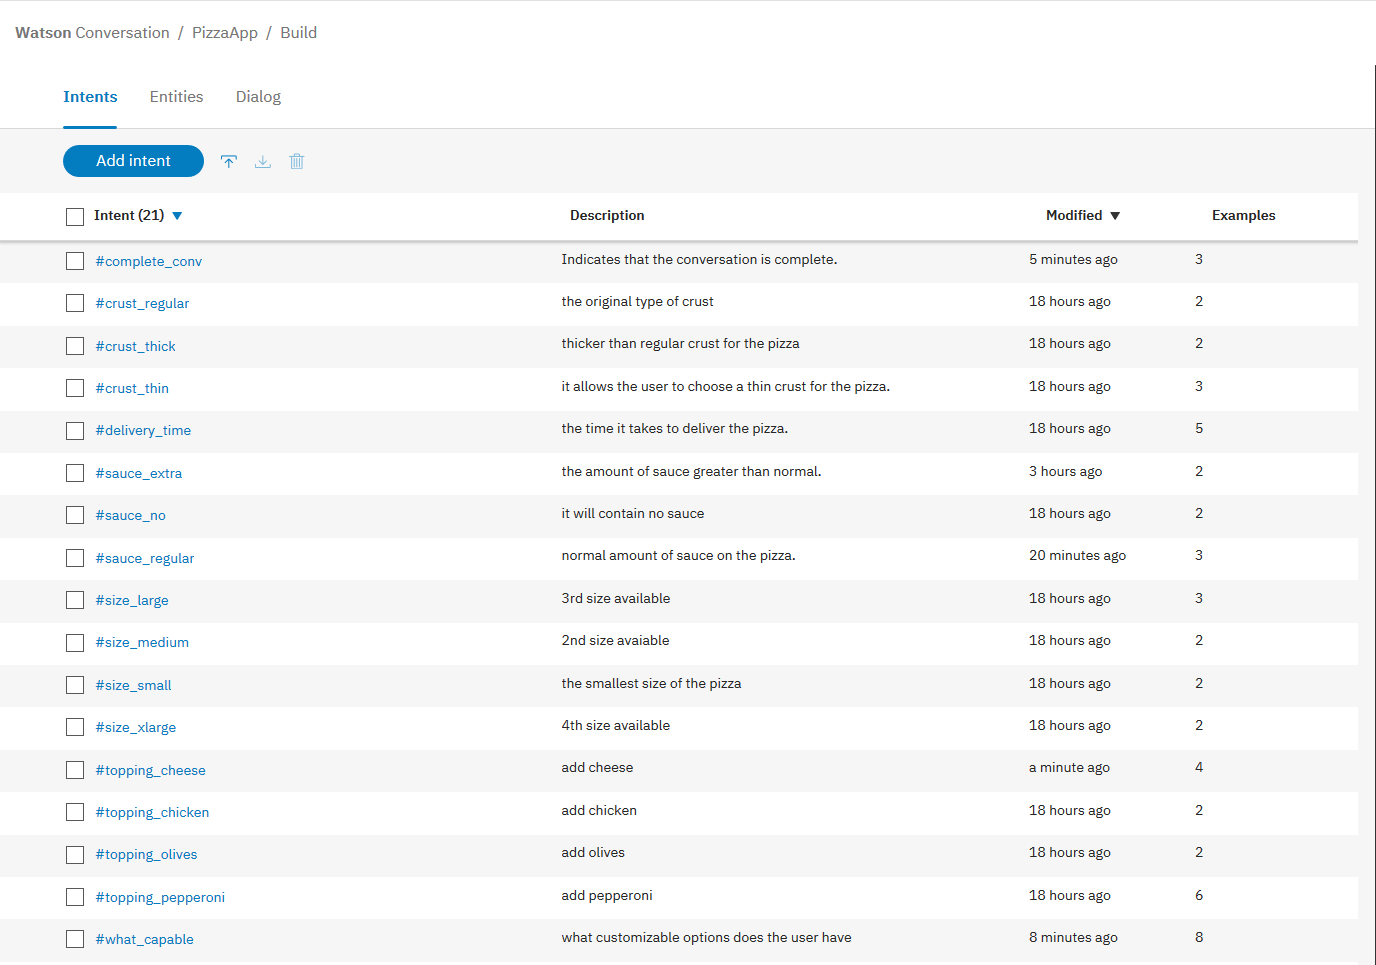 Watson Conversation / PizzaApp / Build
Intents Entities Dialog
Add intent
Intent (21) Description Modified Examples
#complete_conv Indicates that the conversation is complete. 5 minutes ago 3
#crust_regular the original type of crust 18 hours ago 2
#crust_thick thicker than regular crust for the pizza 18 hours ago 2
#crust_thin it allows the user to choose a thin crust for the pizza. 18 hours ago 3
#delivery_time the time it takes to deliver the pizza. 18 hours ago 5
#sauce_extra the amount of sauce greater than normal. 3 hours ago 2
#sauce_no it will contain no sauce 18 hours ago 2
#sauce_regular normal amount of sauce on the pizza. 20 minutes ago 3
#size_large 3rd size available 18 hours ago 3
#size_medium 2nd size avaiable 18 hours ago 2
#size_small the smallest size of the pizza 18 hours ago 2
#size_xlarge 4th size available 18 hours ago 2
#topping_cheese add cheese a minute ago 4
#topping_chicken add chicken 18 hours ago 2
#topping_olives add olives 18 hours ago 2
#topping_pepperoni add pepperoni 18 hours ago 6
#what_capable what customizable options does the user have 8 minutes ago 8